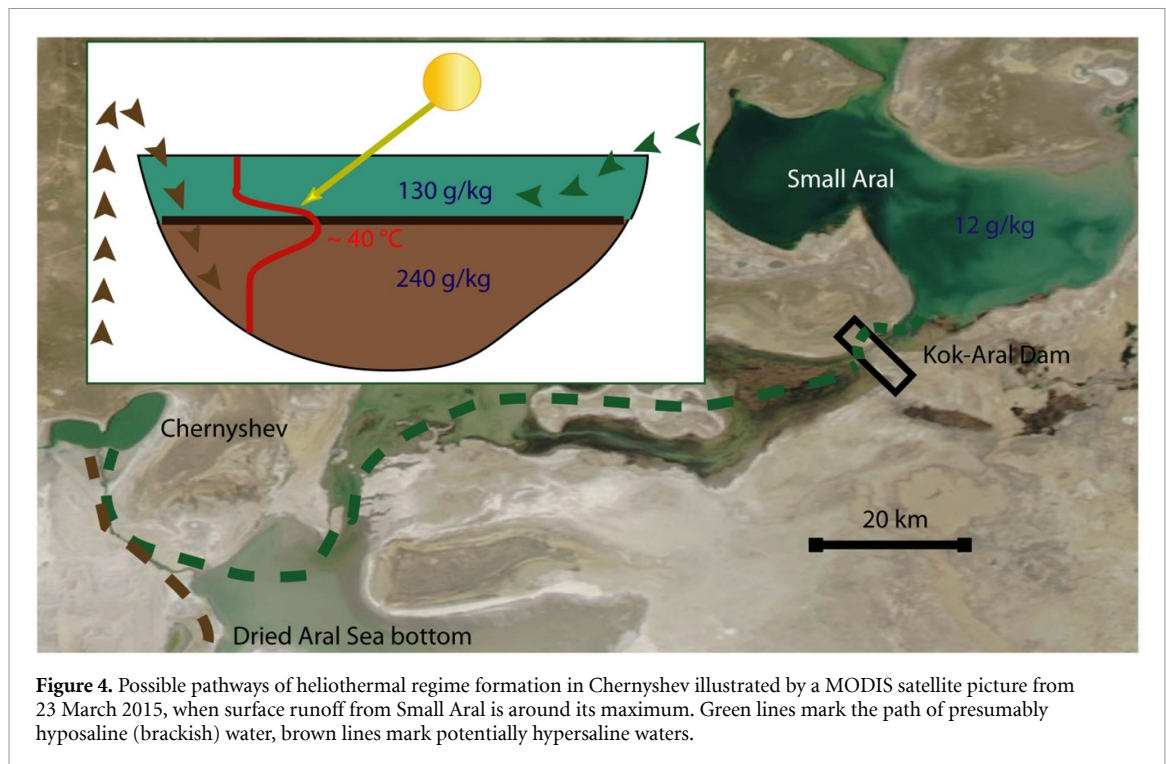 130 g/kg
~ 40 °C
240 g/kg
Small Aral
12 g/kg
Kok-Aral Dam
Chernyshev
20 km
Dried Aral Sea bottom
Figure 4. Possible pathways of heliothermal regime formation in Chernyshev illustrated by a MODIS satellite picture from
23 March 2015, when surface runoff from Small Aral is around its maximum. Green lines mark the path of presumably
hyposaline (brackish) water, brown lines mark potentially hypersaline waters.